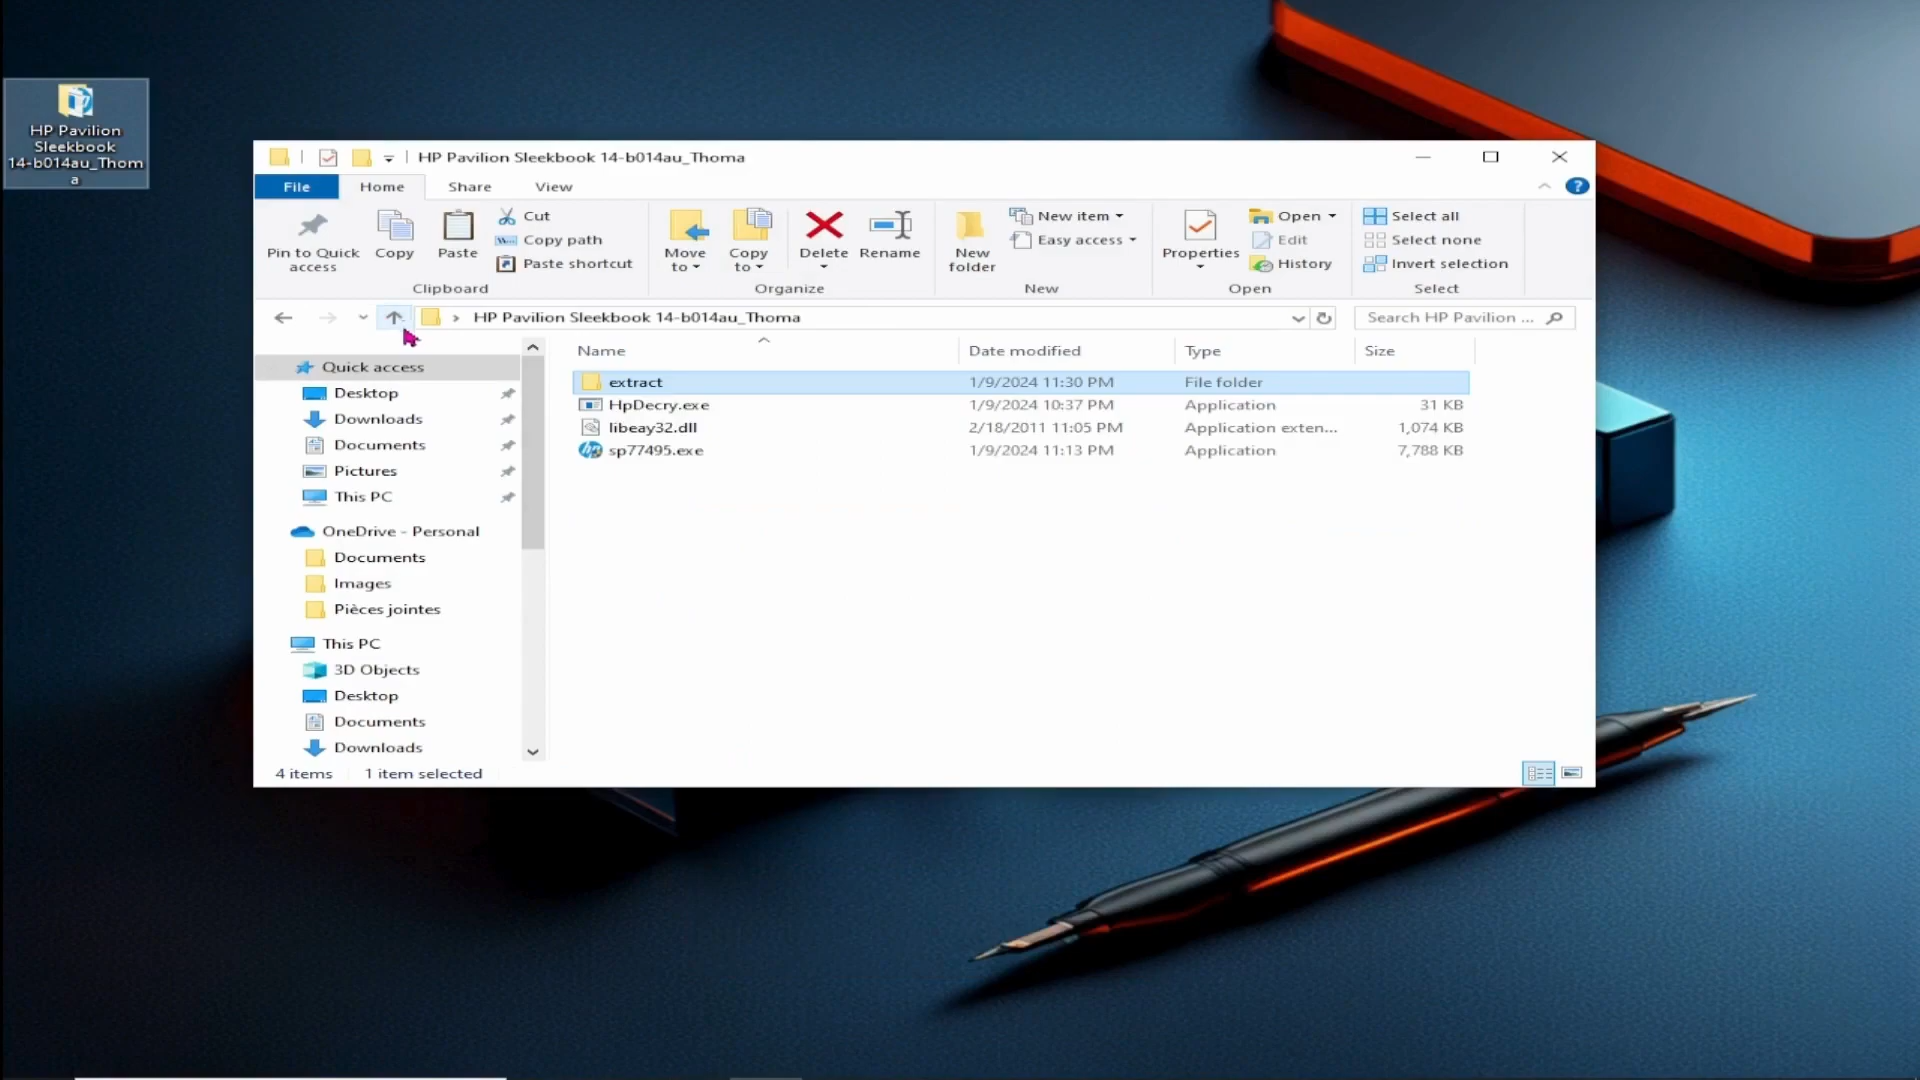 HP Pavilion
Sleekbook
14-b014au_Thom
a
HP Pavilion Sleekbook 14-b014au_Thoma
File Home Share View
Pin to Quick
access
Copy
Paste
Cut
Copy path
Paste shortcut
Clipboard
Move
to
Copy
to
Delete
Rename
Organize
New
folder
New item
Easy access
New
Properties
Open
Edit
History
Open
Select all
Select none
Invert selection
Select
HP Pavilion Sleekbook 14-b014au_Thoma
Search HP Pavilion ...
Quick access
Desktop
Downloads
Documents
Pictures
This PC
OneDrive - Personal
Documents
Images
Pièces jointes
This PC
3D Objects
Desktop
Documents
Downloads
Name Date modified Type Size
extract 1/9/2024 11:30 PM File folder
HpDecry.exe 1/9/2024 10:37 PM Application 31 KB
libeay32.dll 2/18/2011 11:05 PM Application exten... 1,074 KB
sp77495.exe 1/9/2024 11:13 PM Application 7,788 KB
4 items 1 item selected